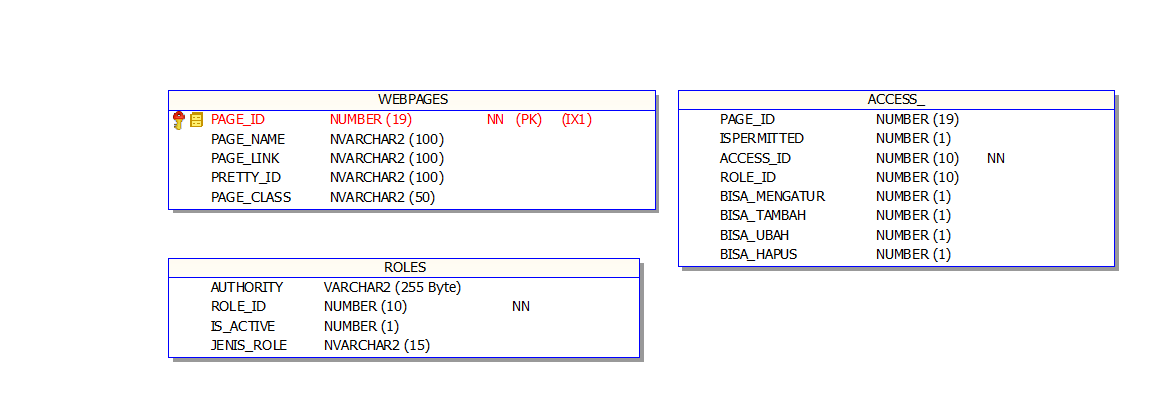 WEBPAGES
PAGE_ID NUMBER (19) NN (PK) (IX1)
PAGE_NAME NVARCHAR2 (100)
PAGE_LINK NVARCHAR2 (100)
PRETTY_ID NVARCHAR2 (100)
PAGE_CLASS NVARCHAR2 (50)
ACCESS_
PAGE_ID NUMBER (19)
ISPERMITTED NUMBER (1)
ACCESS_ID NUMBER (10) NN
ROLE_ID NUMBER (10)
BISA_MENGATUR NUMBER (1)
BISA_TAMBAH NUMBER (1)
BISA_UBAH NUMBER (1)
BISA_HAPUS NUMBER (1)
ROLES
AUTHORITY VARCHAR2 (255 Byte)
ROLE_ID NUMBER (10) NN
IS_ACTIVE NUMBER (1)
JENIS_ROLE NVARCHAR2 (15)